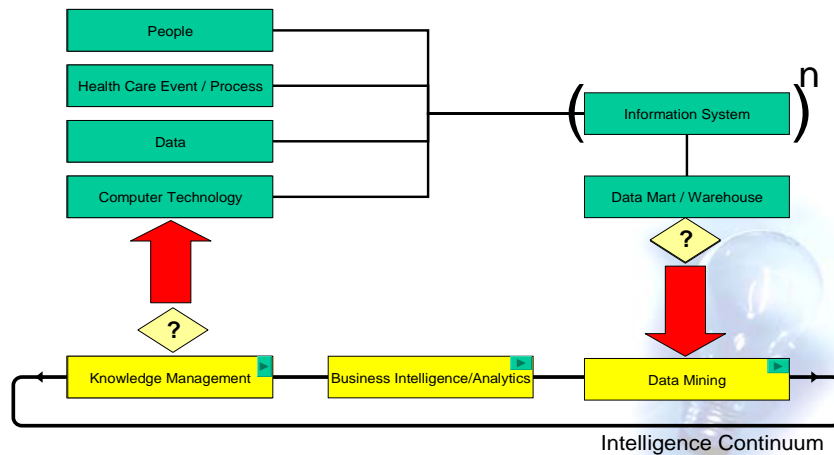 People
Health Care Event / Process
Data
Computer Technology
( Information System )n
Data Mart / Warehouse
?
?
Knowledge Management
Business Intelligence/Analytics
Data Mining
Intelligence Continuum